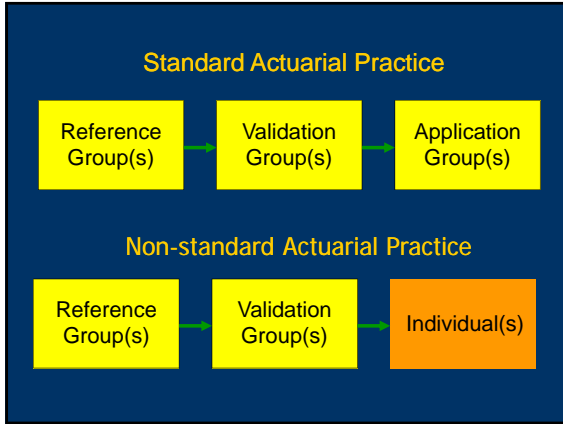 Standard Actuarial Practice
Reference Validation Application
Group(s) Group(s) Group(s)
Non-standard Actuarial Practice
Reference Validation Individual(s)
Group(s) Group(s)